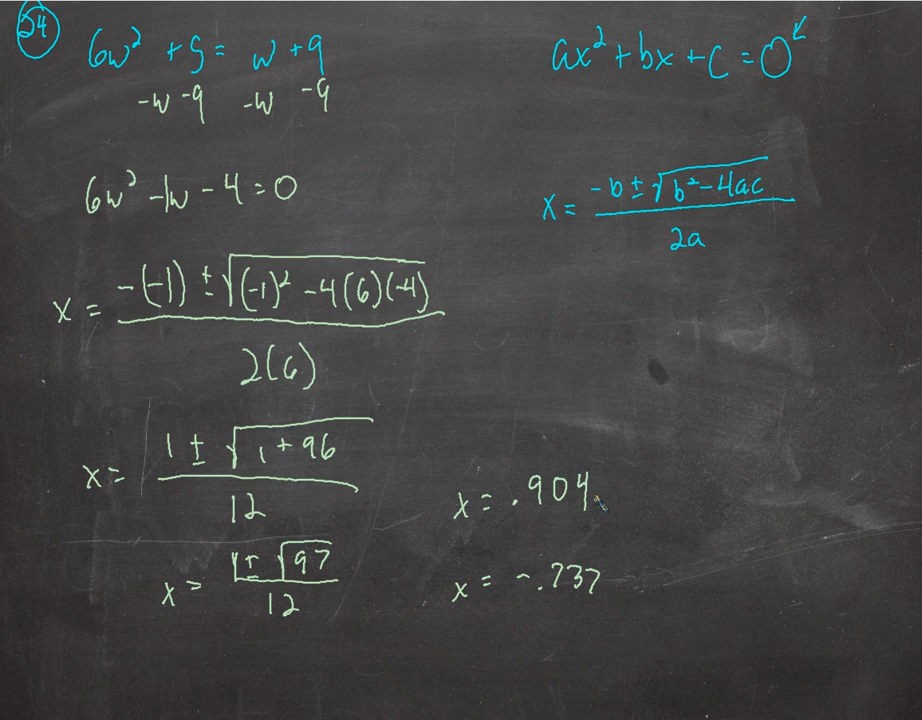 24
6w² + 5 = w + 9
-w -9 -w -9
6w² - 1w - 4 = 0
x = -(-1) ± √(-1)² - 4(6)(-4)
2(6)
x = 1 ± √1 + 96
12
x = 1 ± √97
12
ax² + bx + c = 0
x = -b ± √b² - 4ac
2a
x = .904
x = -.737